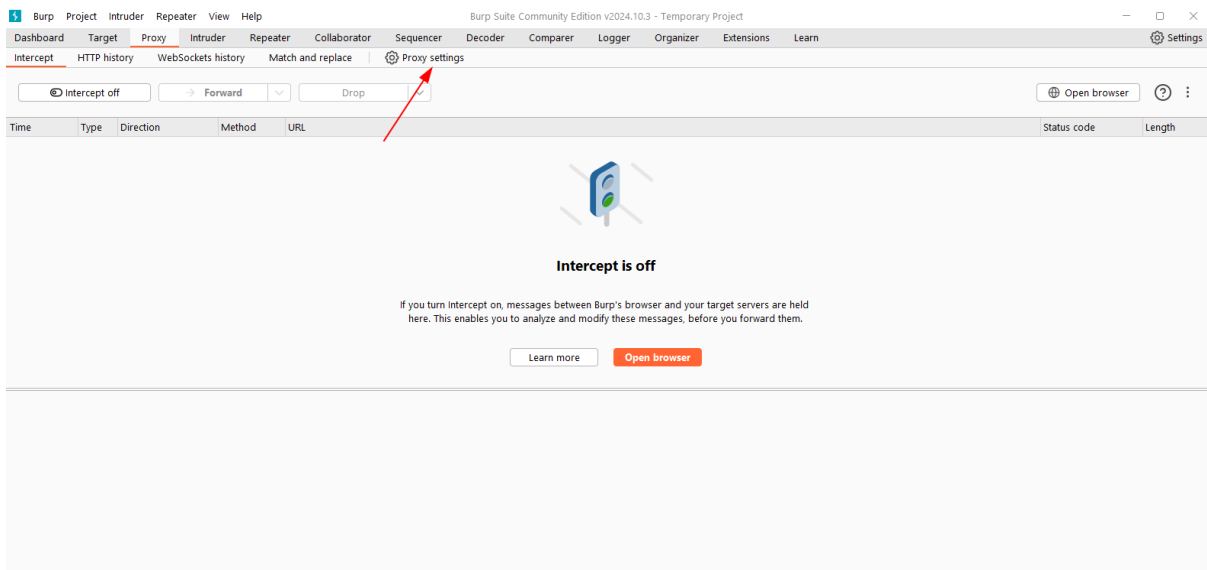 Burp Project Intruder Repeater View Help Burp Suite Community Edition v2024.10.3 - Temporary Project
Dashboard Target Proxy Intruder Repeater Collaborator Sequencer Decoder Comparer Logger Organizer Extensions Learn Settings
Intercept HTTP history WebSockets history Match and replace Proxy settings
Intercept off Forward Drop Open browser
Time Type Direction Method URL Status code Length
Intercept is off
If you turn Intercept on, messages between Burp's browser and your target servers are held
here. This enables you to analyze and modify these messages, before you forward them.
Learn more Open browser